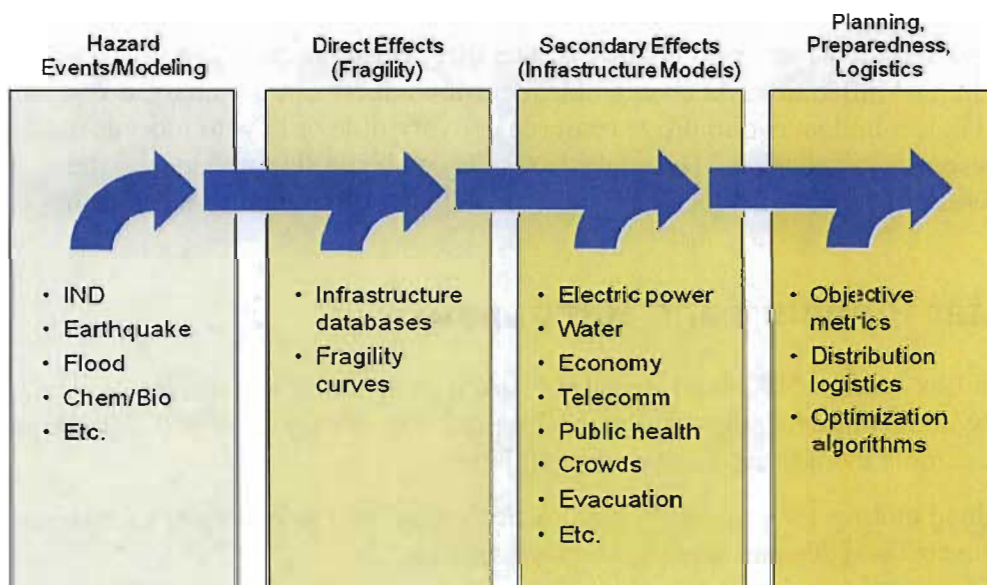 Hazard
Events/Modeling
• IND
• Earthquake
• Flood
• Chem/Bio
• Etc.
Direct Effects
(Fragility)
• Infrastructure
databases
• Fragility
curves
Secondary Effects
(Infrastructure Models)
• Electric power
• Water
• Economy
• Telecomm
• Public health
• Crowds
• Evacuation
• Etc.
Planning,
Preparedness,
Logistics
• Objective
metrics
• Distribution
logistics
• Optimization
algorithms